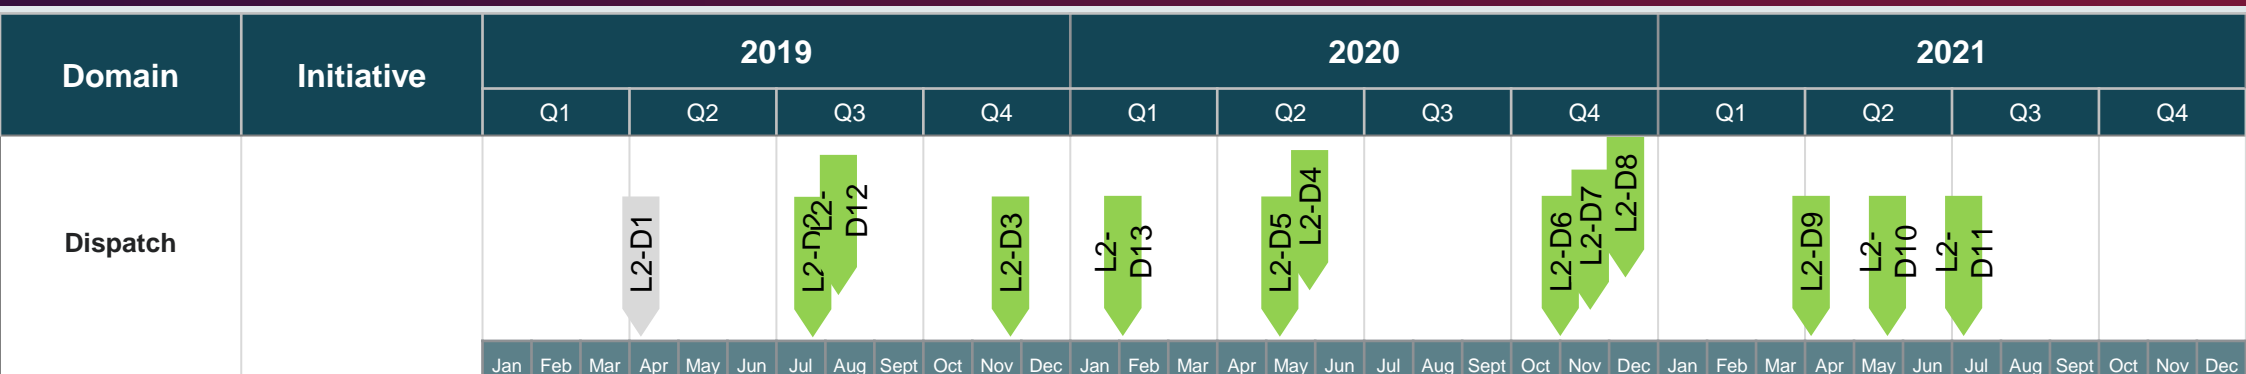 Domain
Initiative
2019
2020
2021
Q1 Q2 Q3 Q4 Q1 Q2 Q3 Q4 Q1 Q2 Q3 Q4
Dispatch
L2-D1
L2-D2
L2-
D12
L2-D3
L2-
D13
L2-D5
L2-D4
L2-D6
L2-D7
L2-D8
L2-D9
L2-
D10
L2-
D11
Jan Feb Mar Apr May Jun Jul Aug Sept Oct Nov Dec Jan Feb Mar Apr May Jun Jul Aug Sept Oct Nov Dec Jan Feb Mar Apr May Jun Jul Aug Sept Oct Nov Dec